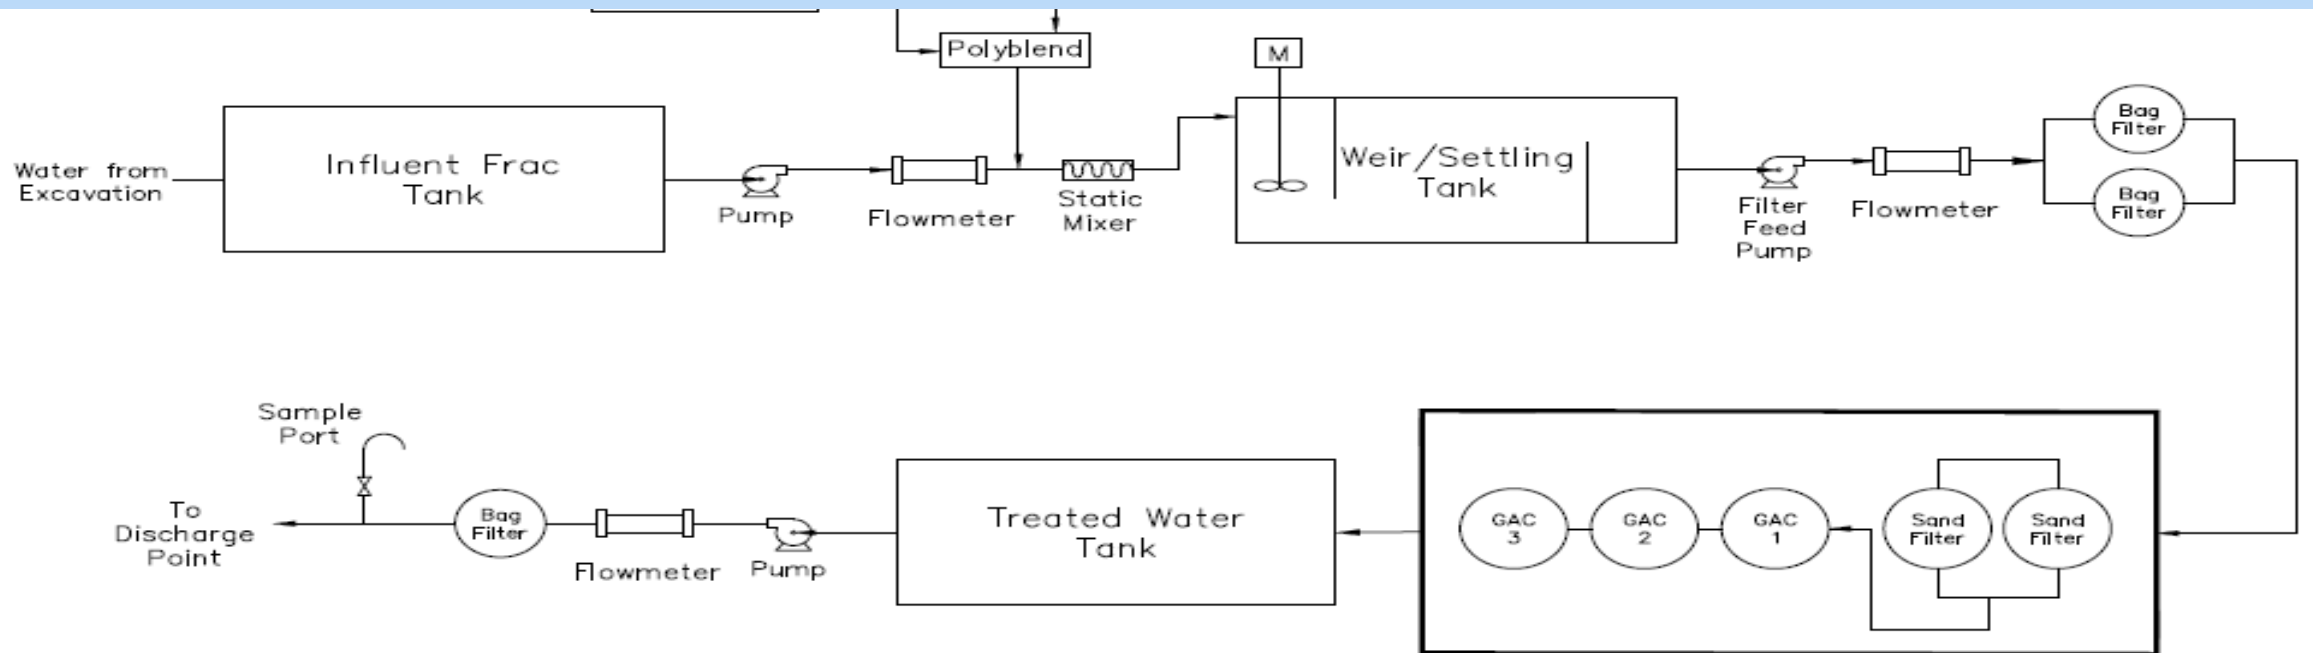 Polyblend
M
Water from
Excavation
Influent Frac
Tank
Pump
Flowmeter
Static
Mixer
Weir/Settling
Tank
Filter
Feed
Pump
Flowmeter
Bag
Filter
Bag
Filter
Sample
Port
To
Discharge
Point
Bag
Filter
Flowmeter
Pump
Treated Water
Tank
GAC
3
GAC
2
GAC
1
Sand
Filter
Sand
Filter